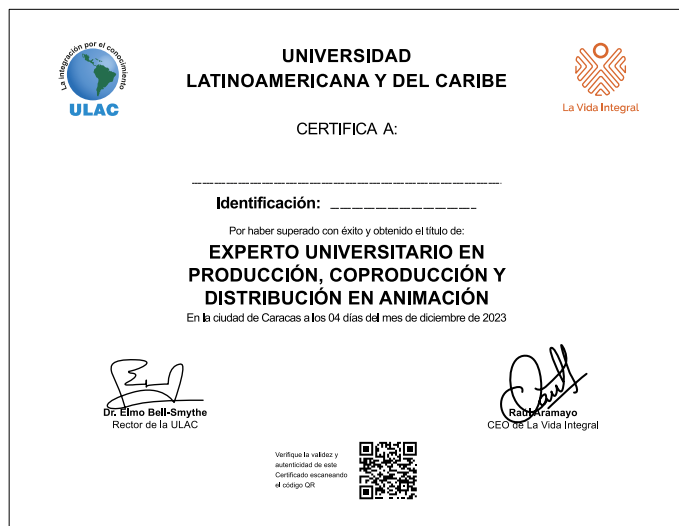 La integración por el conocimiento
ULAC
UNIVERSIDAD
LATINOAMERICANA Y DEL CARIBE
La Vida Integral
CERTIFICA A:
Identificación:
Por haber superado con éxito y obtenido el título de:
EXPERTO UNIVERSITARIO EN
PRODUCCIÓN, COPRODUCCIÓN Y
DISTRIBUCIÓN EN ANIMACIÓN
En la ciudad de Caracas a los 04 días del mes de diciembre de 2023
Dr. Elmo Bell-Smythe
Rector de la ULAC
Raúl Aramayo
CEO de La Vida Integral
Verifique la validez y
autenticidad de este
Certificado escaneando
el código QR